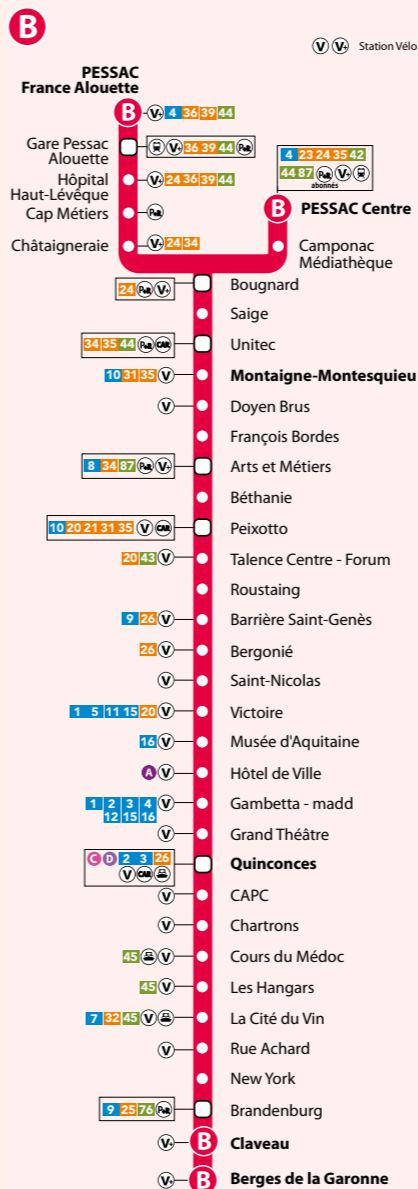 B
V V+ Station Vélo
PESSAC
France Alouette
B V+ 4 36 39 44
Gare Pessac
Alouette
V+ 36 39 44 P+R
Hôpital
Haut-Lévêque
V+ 24 36 39 44
Cap Métiers
P+R
Châtaigneraie
V+ 24 34
4 23 24 35 42
44 87 P+R V+
abonnés
B PESSAC Centre
Camponac
Médiathèque
24 P+R V+ Bougnard
Saige
34 35 44 P+R CAR Unitec
10 31 35 V Montaigne-Montesquieu
V Doyen Brus
François Bordes
8 34 87 P+R V+ Arts et Métiers
Béthanie
10 20 21 31 35 V CAR Peixotto
20 43 V Talence Centre - Forum
Roustaing
9 26 V Barrière Saint-Genès
26 V Bergonié
V Saint-Nicolas
1 5 11 15 20 V Victoire
16 V Musée d'Aquitaine
A V Hôtel de Ville
1 2 3 4 V Gambetta - madd
12 15 16
V Grand Théâtre
C D 2 3 26 Quinconces
V CAR
V CAPC
V Chartrons
45 V Cours du Médoc
45 V Les Hangars
7 32 45 V La Cité du Vin
V Rue Achard
New York
9 25 76 P+R Brandenburg
V+ B Claveau
V+ B Berges de la Garonne